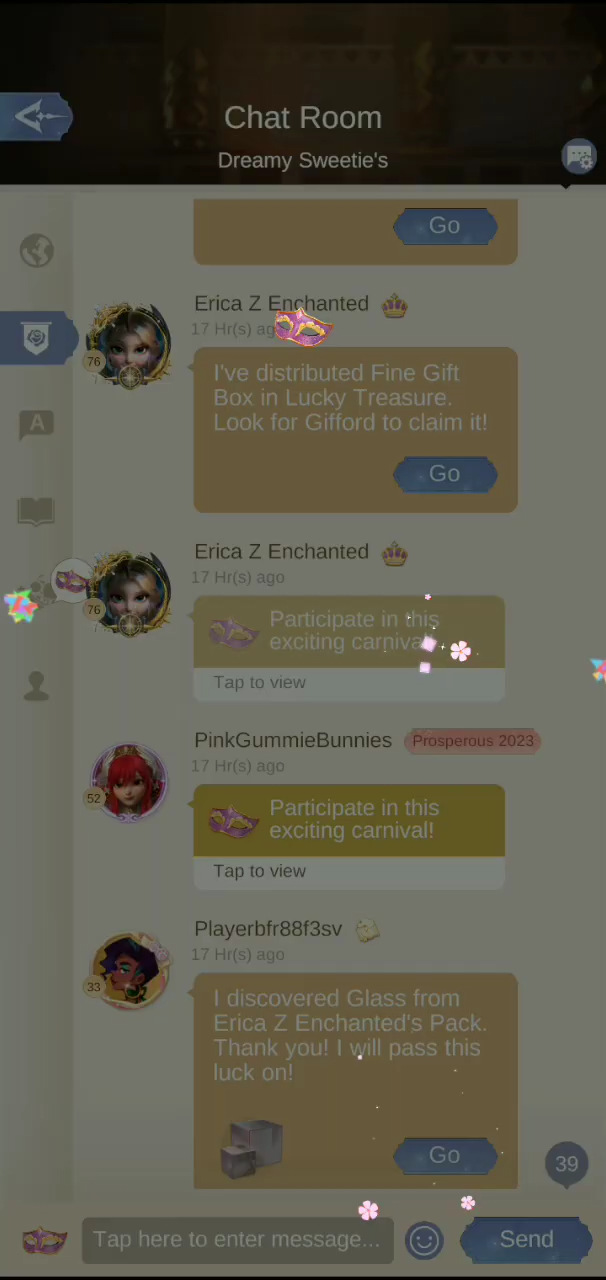 Chat Room
Dreamy Sweetie's
Go
Erica Z Enchanted
17 Hr(s) ago
76
I've distributed Fine Gift
Box in Lucky Treasure.
Look for Gifford to claim it!
Go
A
Erica Z Enchanted
17 Hr(s) ago
76
Participate in this
exciting carnival
Tap to view
PinkGummieBunnies Prosperous 2023
17 Hr(s) ago
52
Participate in this
exciting carnival!
Tap to view
Playerbfr88f3sv
17 Hr(s) ago
33
I discovered Glass from
Erica Z Enchanted's Pack.
Thank you! I will pass this
luck on!
Go
39
Tap here to enter message... Send